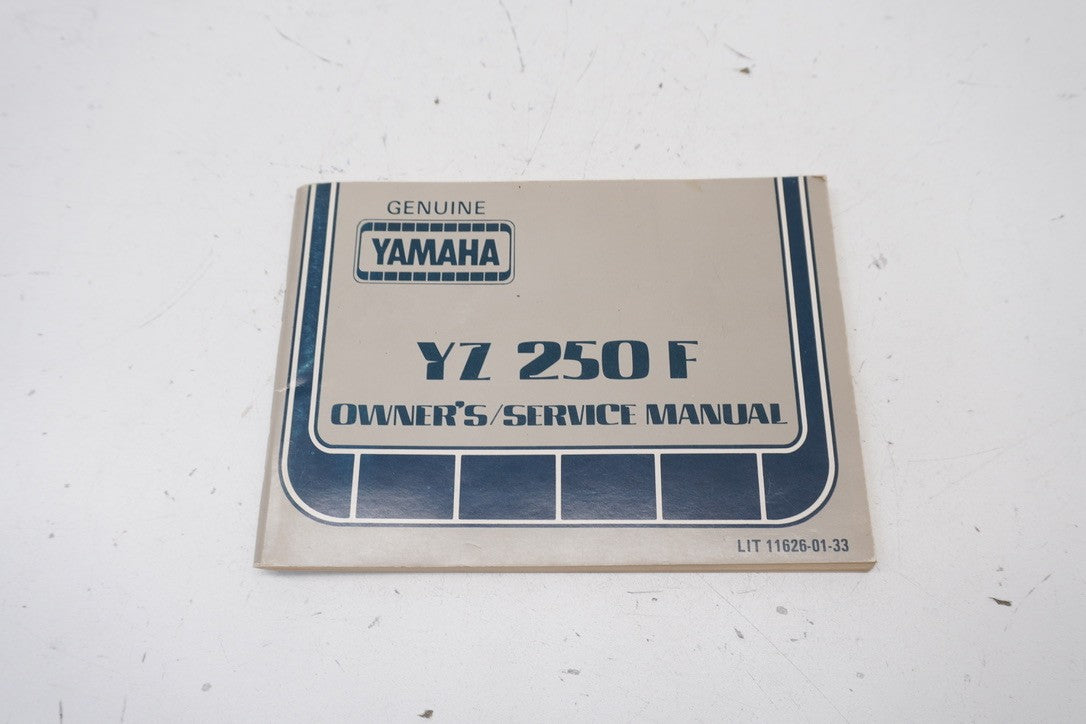 GENUINE
YAMAHA
YZ 250 F
OWNER'S/SERVICE MANUAL
LIT 11626-01-33